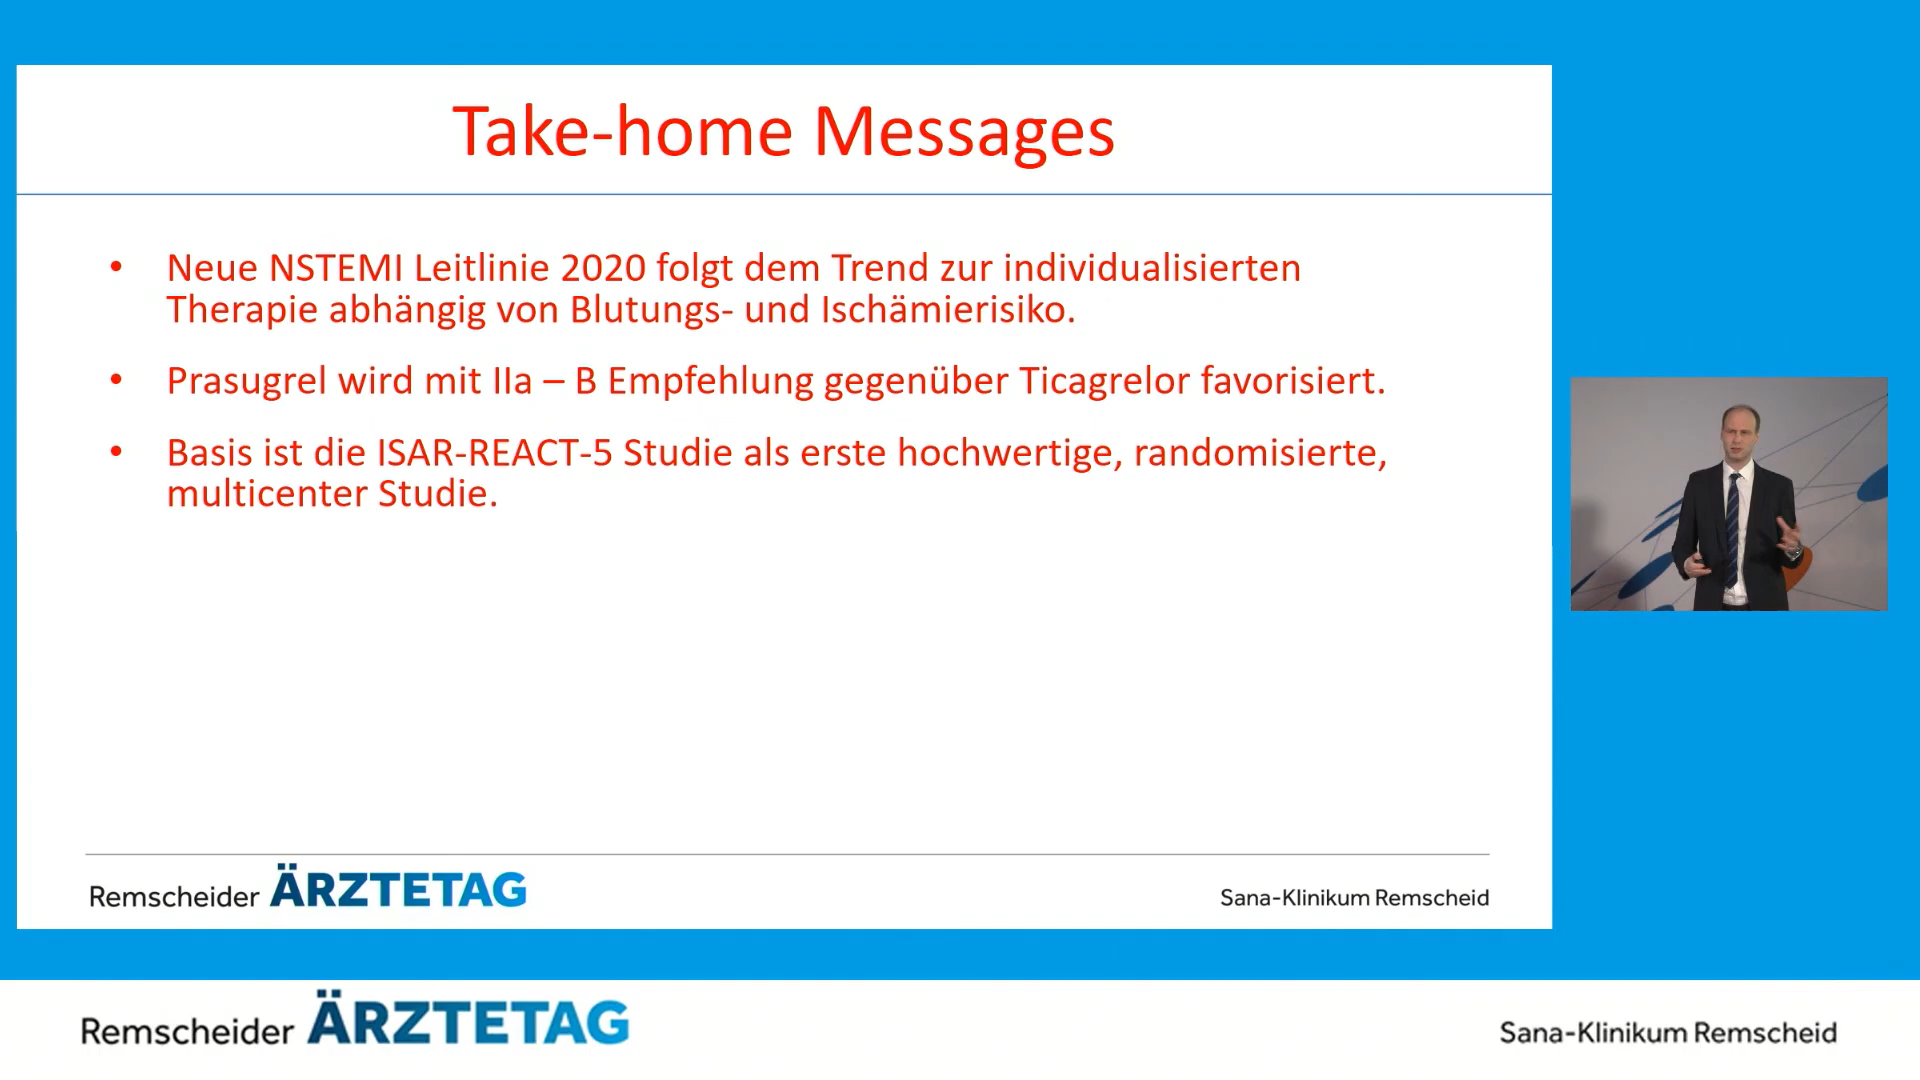 Take-home Messages
• Neue NSTEMI Leitlinie 2020 folgt dem Trend zur individualisierten
Therapie abhängig von Blutungs- und Ischämierisiko.
• Prasugrel wird mit IIa – B Empfehlung gegenüber Ticagrelor favorisiert.
• Basis ist die ISAR-REACT-5 Studie als erste hochwertige, randomisierte,
multicenter Studie.
Remscheider ÄRZTETAG
Sana-Klinikum Remscheid
Remscheider ÄRZTETAG
Sana-Klinikum Remscheid